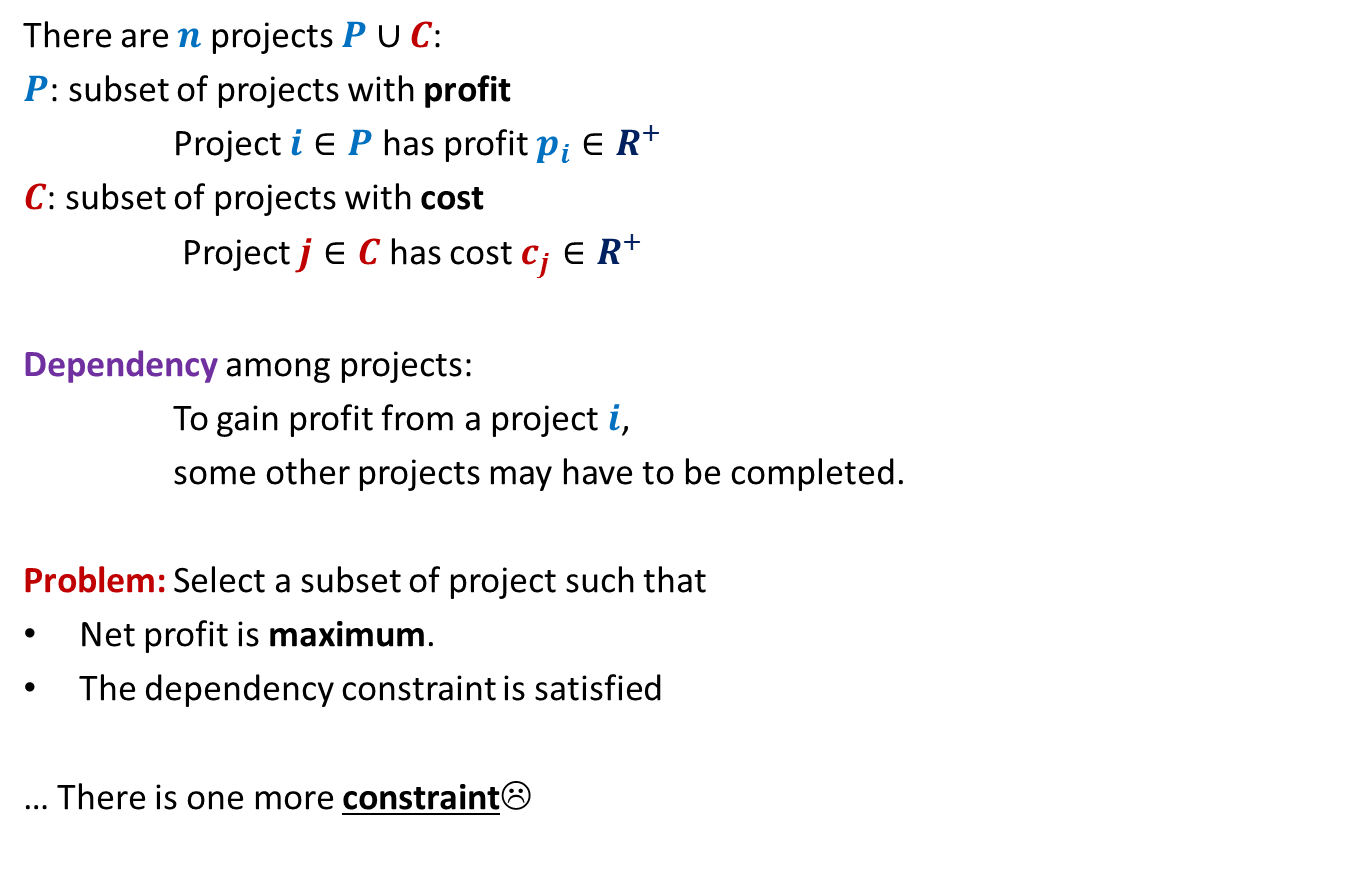 There are n projects P ∪ C:
P: subset of projects with profit
Project i ∈ P has profit pᵢ ∈ R⁺
C: subset of projects with cost
Project j ∈ C has cost cⱼ ∈ R⁺
Dependency among projects:
To gain profit from a project i,
some other projects may have to be completed.
Problem: Select a subset of project such that
• Net profit is maximum.
• The dependency constraint is satisfied
... There is one more constraint☹